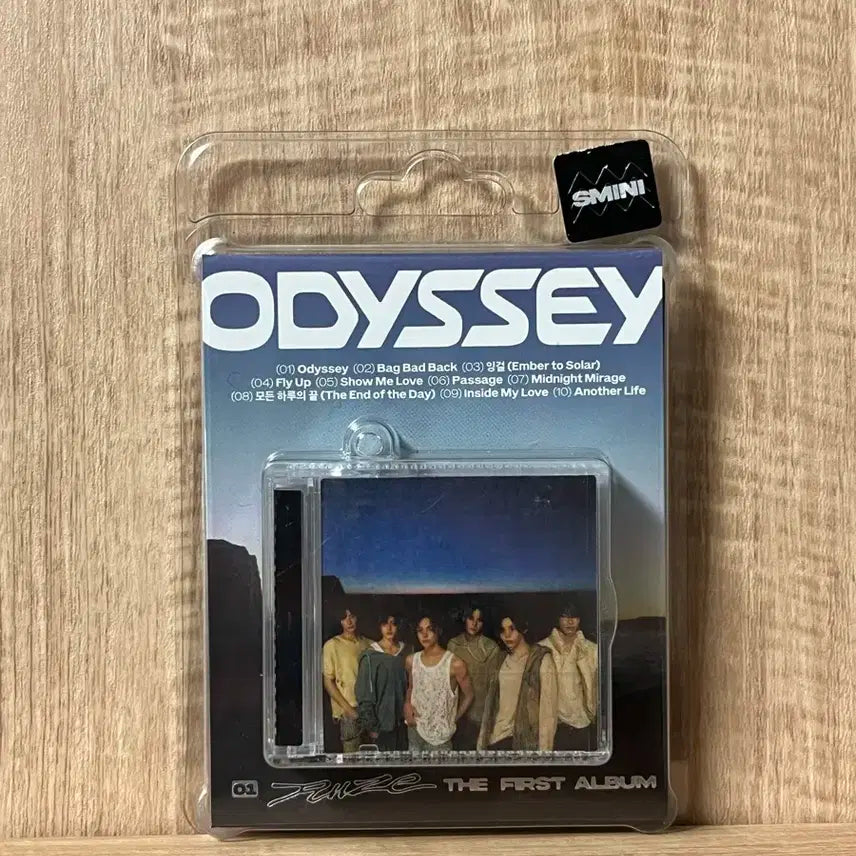 SMINI
ODYSSEY
(01) Odyssey (02) Bag Bad Back (03) 잉걸 (Ember to Solar)
(04) Fly Up (05) Show Me Love (06) Passage (07) Midnight Mirage
(08) 모든 하루의 끝 (The End of the Day) (09) Inside My Love (10) Another Life
01 RIIZE THE FIRST ALBUM